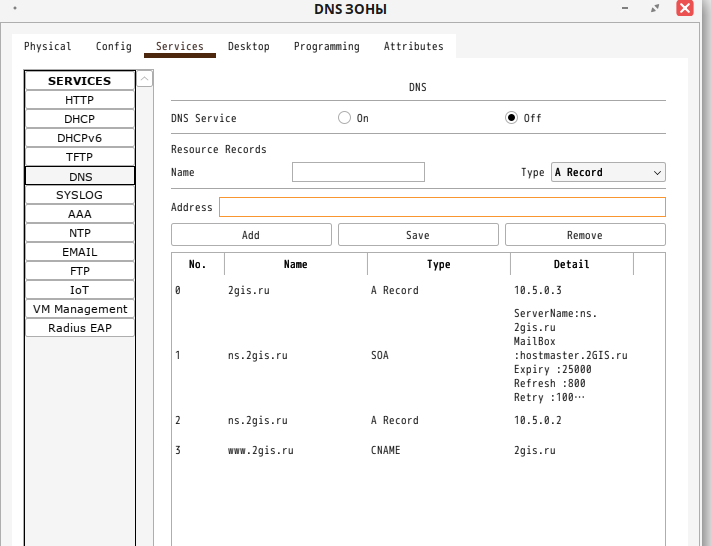 DNS ЗОНЫ
Physical Config Services Desktop Programming Attributes
SERVICES
HTTP
DHCP
DHCPv6
TFTP
DNS
SYSLOG
AAA
NTP
EMAIL
FTP
IoT
VM Management
Radius EAP
DNS
DNS Service On Off
Resource Records
Name Type A Record
Address
Add Save Remove
No. Name Type Detail
0 2gis.ru A Record 10.5.0.3
1 ns.2gis.ru SOA ServerName:ns.
2gis.ru
MailBox
:hostmaster.2GIS.ru
Expiry :25000
Refresh :800
Retry :100…
2 ns.2gis.ru A Record 10.5.0.2
3 www.2gis.ru CNAME 2gis.ru